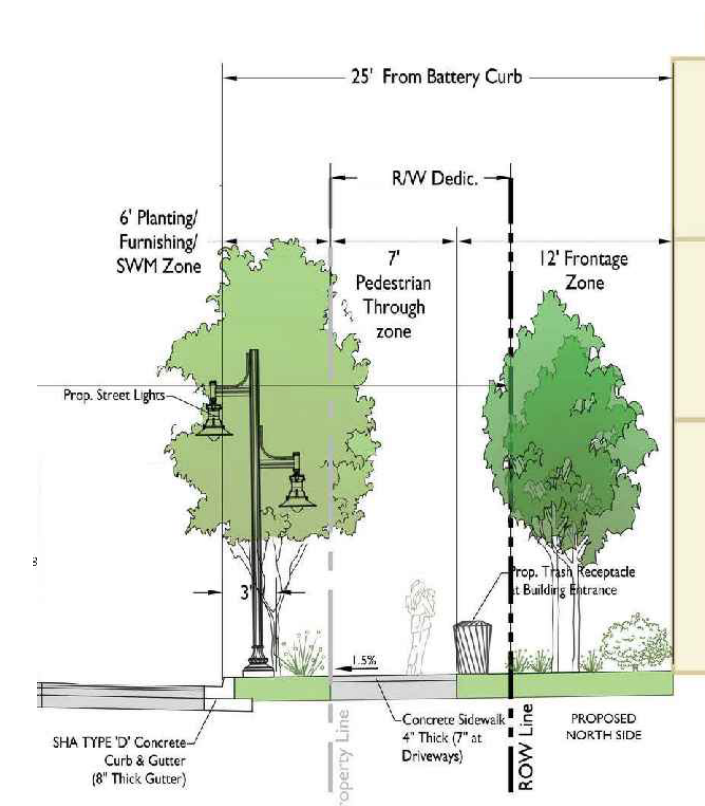 25' From Battery Curb
R/W Dedic.
6' Planting/
Furnishing/
SWM Zone
7'
Pedestrian
Through
zone
12' Frontage
Zone
Prop. Street Lights
3'
Prop. Trash Receptacle
at Building Entrance
1.5%
SHA TYPE 'D' Concrete
Curb & Gutter
(8" Thick Gutter)
Property Line
Concrete Sidewalk
4" Thick (7" at
Driveways)
ROW Line
PROPOSED
NORTH SIDE